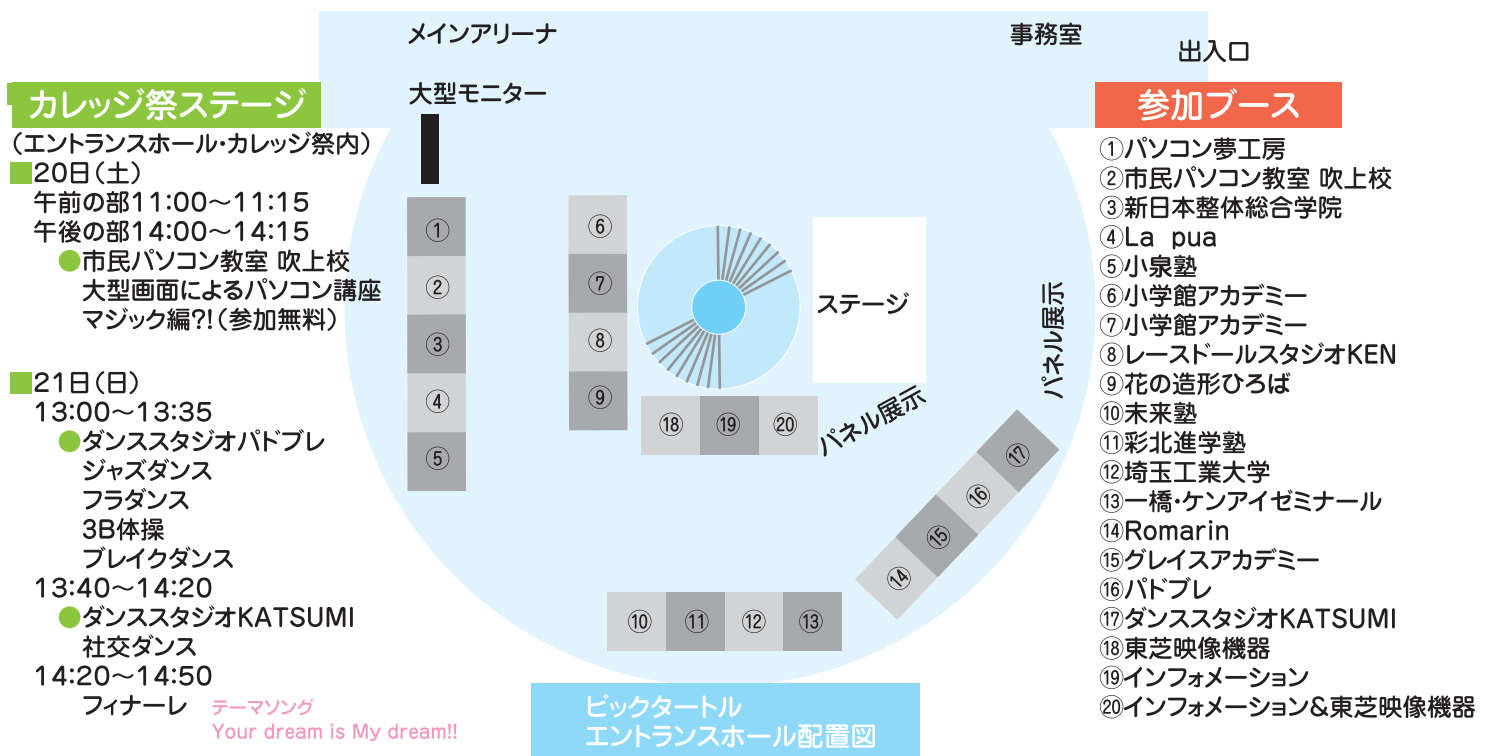 メインアリーナ
事務室
出入口
大型モニター
カレッジ祭ステージ
(エントランスホール・カレッジ祭内)
■20日(土)
午前の部11:00～11:15
午後の部14:00～14:15
●市民パソコン教室 吹上校
大型画面によるパソコン講座
マジック編?!(参加無料)
■21日(日)
13:00～13:35
●ダンススタジオパドブレ
ジャズダンス
フラダンス
3B体操
ブレイクダンス
13:40～14:20
●ダンススタジオKATSUMI
社交ダンス
14:20～14:50
フィナーレ
テーマソング
Your dream is My dream!!
①
②
③
④
⑤
⑥
⑦
⑧
⑨
ステージ
⑱ ⑲ ⑳
パネル展示
パネル展示
⑰
⑯
⑮
⑭
⑩ ⑪ ⑫ ⑬
ビックタートル
エントランスホール配置図
参加ブース
①パソコン夢工房
②市民パソコン教室 吹上校
③新日本整体総合学院
④La pua
⑤小泉塾
⑥小学館アカデミー
⑦小学館アカデミー
⑧レースドールスタジオKEN
⑨花の造形ひろば
⑩未来塾
⑪彩北進学塾
⑫埼玉工業大学
⑬一橋・ケンアイゼミナール
⑭Romarin
⑮グレイスアカデミー
⑯パドブレ
⑰ダンススタジオKATSUMI
⑱東芝映像機器
⑲インフォメーション
⑳インフォメーション&東芝映像機器